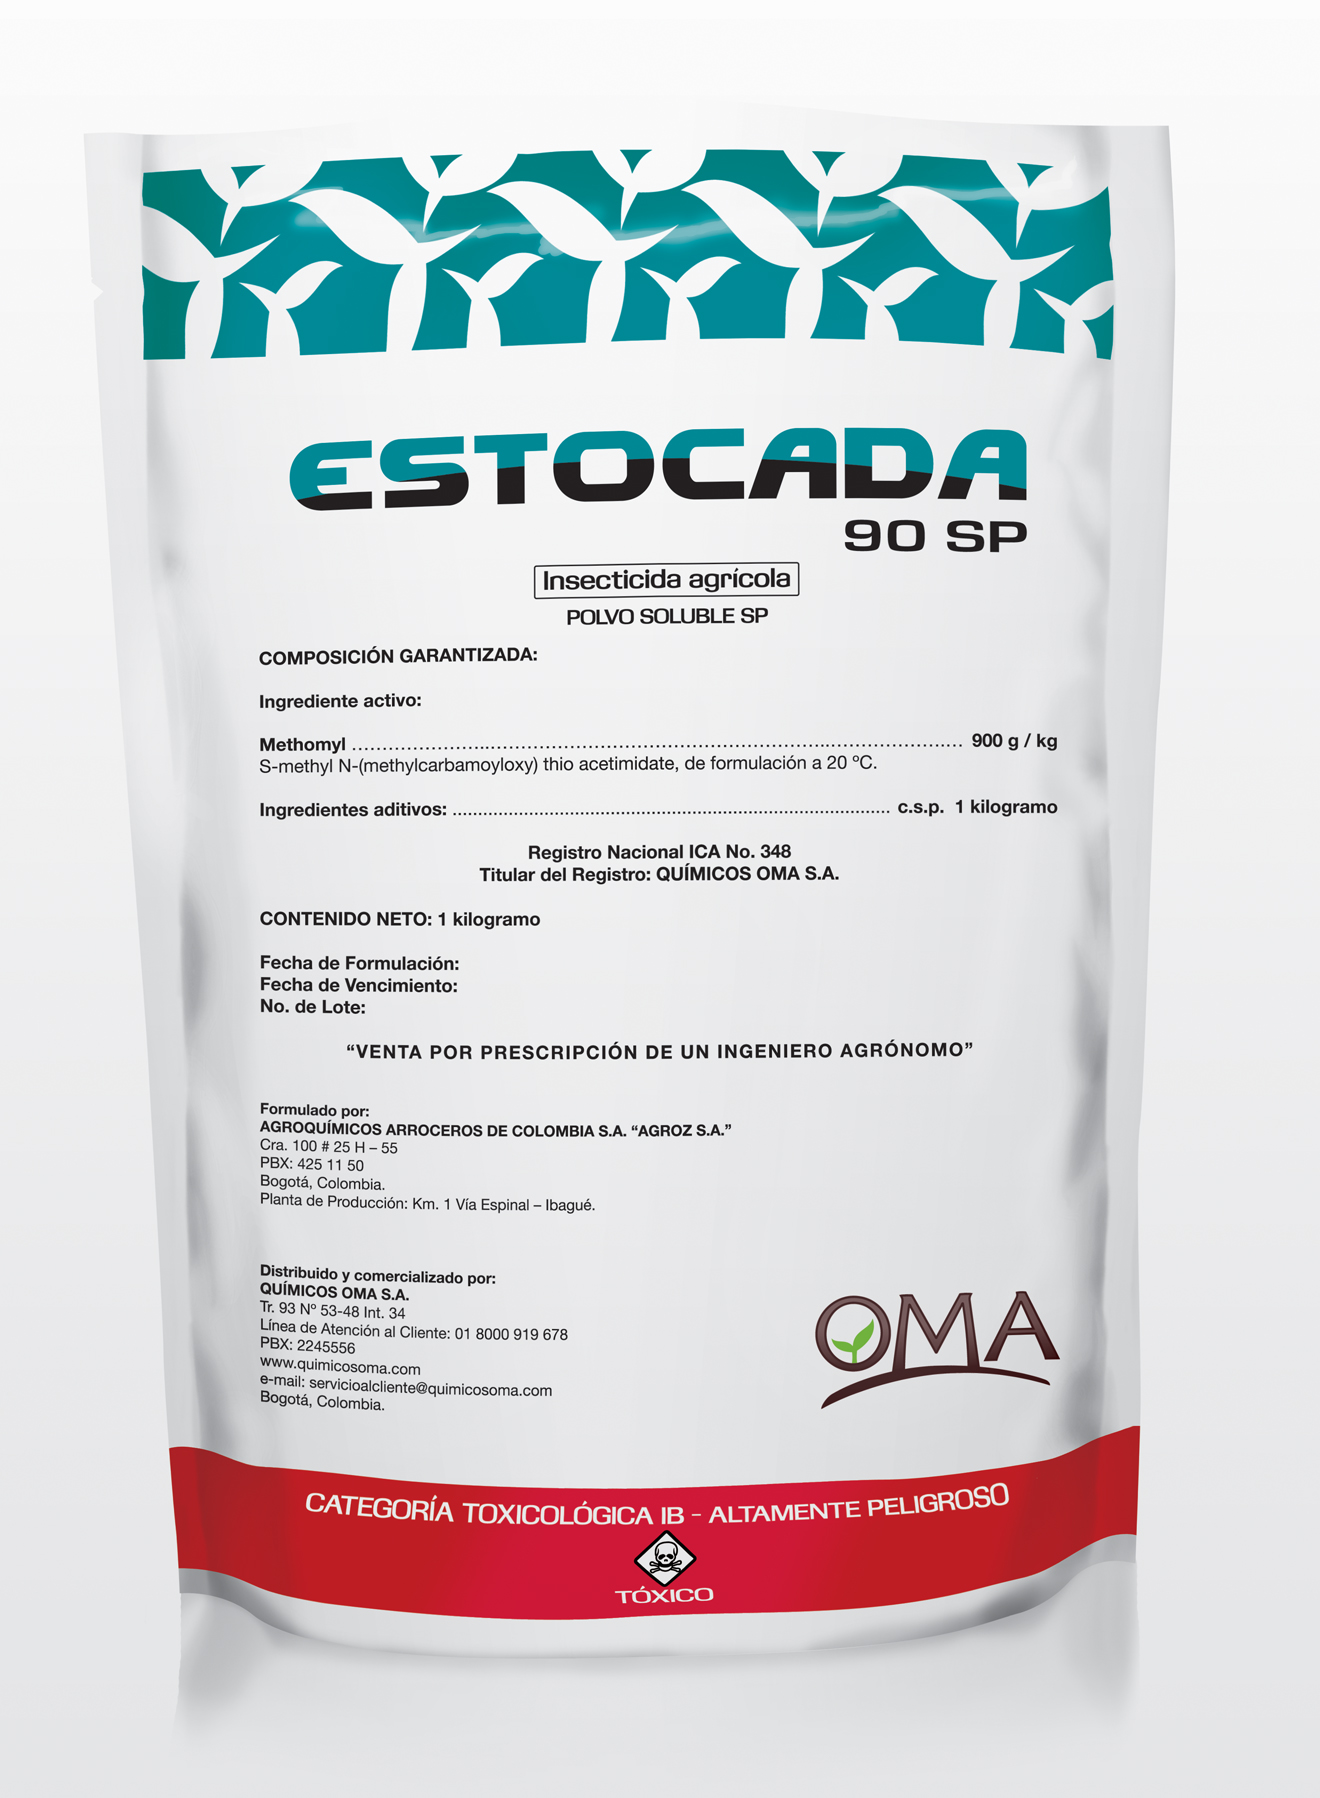 ESTOCADA
90 SP
Insecticida agrícola
POLVO SOLUBLE SP
COMPOSICIÓN GARANTIZADA:
Ingrediente activo:
Methomyl ........................................................................................................ 900 g / kg
S-methyl N-(methylcarbamoyloxy) thio acetimidate, de formulación a 20 ºC.
Ingredientes aditivos: ...................................................................................... c.s.p. 1 kilogramo
Registro Nacional ICA No. 348
Titular del Registro: QUÍMICOS OMA S.A.
CONTENIDO NETO: 1 kilogramo
Fecha de Formulación:
Fecha de Vencimiento:
No. de Lote:
“VENTA POR PRESCRIPCIÓN DE UN INGENIERO AGRÓNOMO”
Formulado por:
AGROQUÍMICOS ARROCEROS DE COLOMBIA S.A. “AGROZ S.A.”
Cra. 100 # 25 H – 55
PBX: 425 11 50
Bogotá, Colombia.
Planta de Producción: Km. 1 Vía Espinal – Ibagué.
Distribuido y comercializado por:
QUÍMICOS OMA S.A.
Tr. 93 Nº 53-48 Int. 34
Línea de Atención al Cliente: 01 8000 919 678
PBX: 2245556
www.quimicosoma.com
e-mail: servicioalcliente@quimicosoma.com
Bogotá, Colombia.
OMA
CATEGORÍA TOXICOLÓGICA IB - ALTAMENTE PELIGROSO
TÓXICO